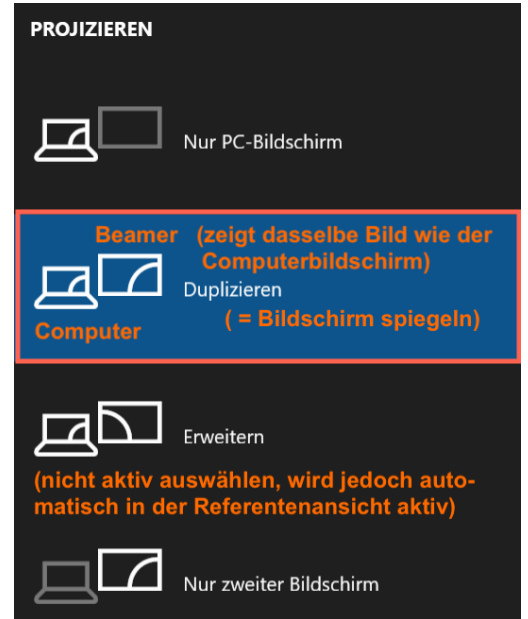 PROJIZIEREN
Nur PC-Bildschirm
Beamer (zeigt dasselbe Bild wie der
Computerbildschirm)
Duplizieren
Computer ( = Bildschirm spiegeln)
Erweitern
(nicht aktiv auswählen, wird jedoch auto-
matisch in der Referentenansicht aktiv)
Nur zweiter Bildschirm